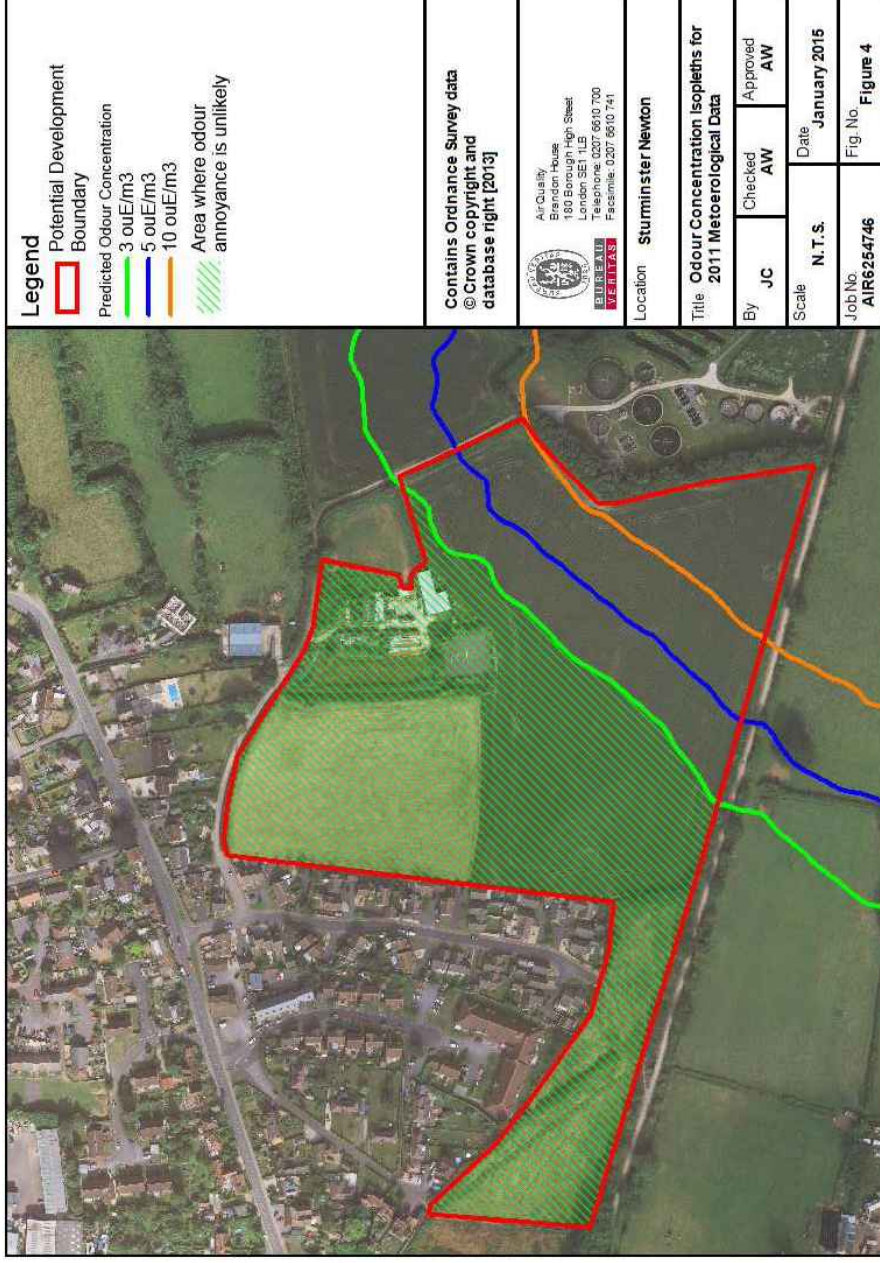 Legend
Potential Development
Boundary
Predicted Odour Concentration
3 ouE/m3
5 ouE/m3
10 ouE/m3
Area where odour
annoyance is unlikely
Contains Ordnance Survey data
© Crown copyright and
database right [2013]
BUREAU
VERITAS
Air Quality
Brandon House
180 Borough High Street
London SE1 1LB
Telephone: 0207 6610 700
Facsimile: 0207 6610 741
Location Sturminster Newton
Title Odour Concentration Isopleths for
2011 Metoerological Data
By JC
Checked AW
Approved AW
Scale N.T.S.
Date January 2015
Job No. AIR6254746
Fig. No. Figure 4